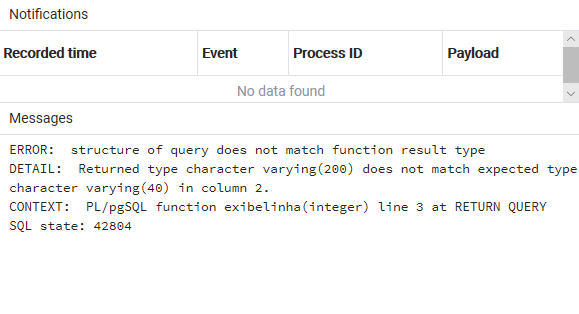 Notifications
Recorded time Event Process ID Payload
No data found
Messages
ERROR:  structure of query does not match function result type
DETAIL:  Returned type character varying(200) does not match expected type
character varying(40) in column 2.
CONTEXT:  PL/pgSQL function exibelinha(integer) line 3 at RETURN QUERY
SQL state: 42804